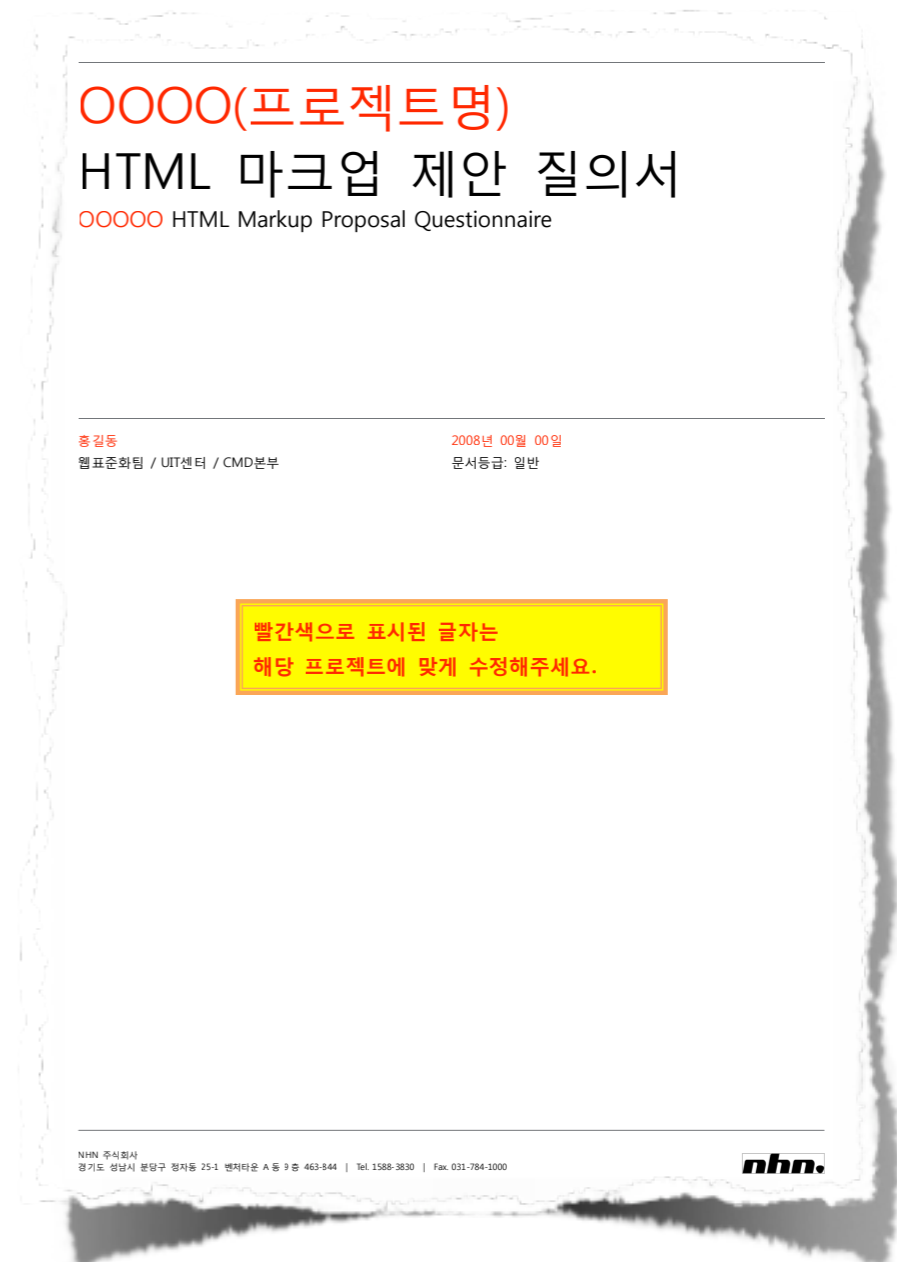 OOOO(프로젝트명)
HTML 마크업 제안 질의서
OOOOO HTML Markup Proposal Questionnaire
홍길동
웹표준화팀 / UIT센터 / CMD본부
2008년 00월 00일
문서등급: 일반
빨간색으로 표시된 글자는
해당 프로젝트에 맞게 수정해주세요.
NHN 주식회사
경기도 성남시 분당구 정자동 25-1 벤처타운 A 동 9 층 463-844 | Tel. 1588-3830 | Fax. 031-784-1000
nhn.